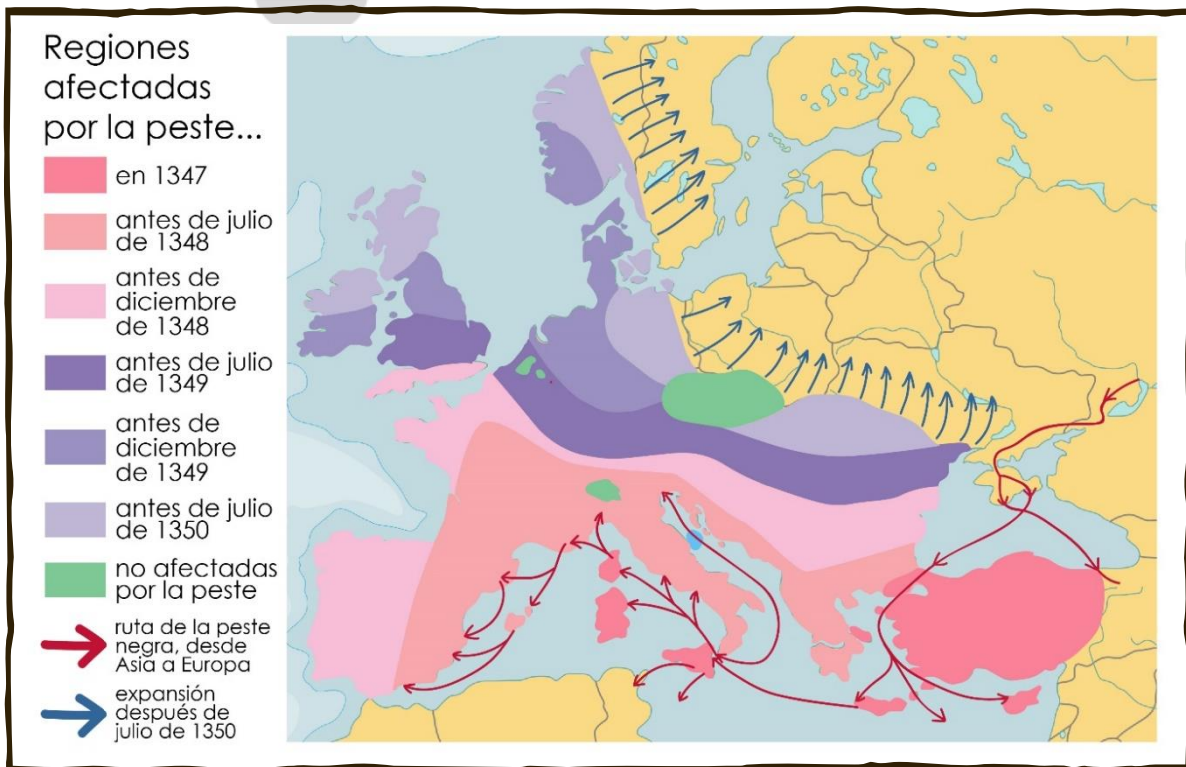 Regiones
afectadas
por la peste...
en 1347
antes de julio
de 1348
antes de
diciembre
de 1348
antes de julio
de 1349
antes de
diciembre
de 1349
antes de julio
de 1350
no afectadas
por la peste
ruta de la peste
negra, desde
Asia a Europa
expansión
después de
julio de 1350